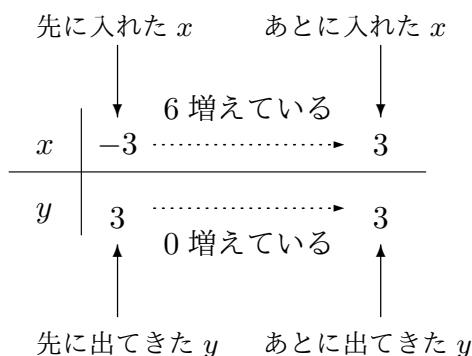 先に入れた x あとに入れた x
6 増えている
x −3 3
y 3 3
0 増えている
先に出てきた y あとに出てきた y